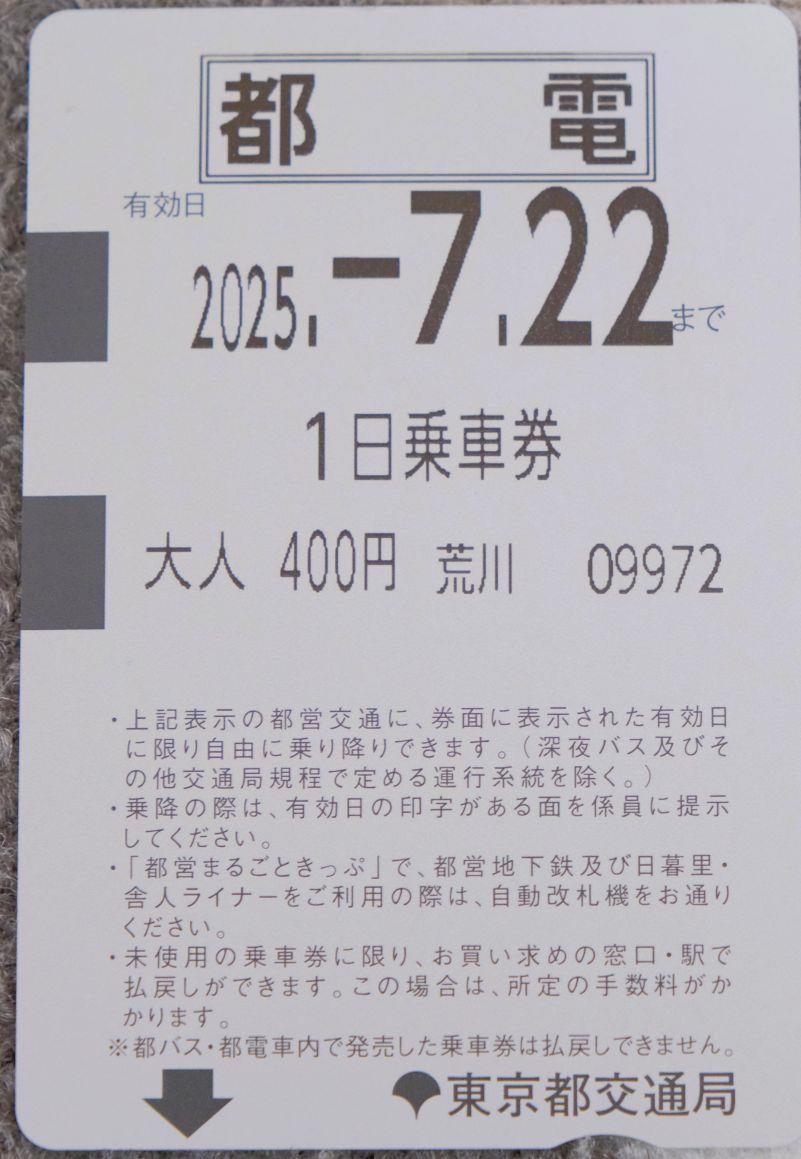 都 電
有効日
2025. -7.22まで
1日乗車券
大人 400円 荒川 09972
・上記表示の都営交通に、券面に表示された有効日
に限り自由に乗り降りできます。(深夜バス及びそ
の他交通局規程で定める運行系統を除く。)
・乗降の際は、有効日の印字がある面を係員に提示
してください。
・「都営まるごときっぷ」で、都営地下鉄及び日暮里・
舎人ライナーをご利用の際は、自動改札機をお通り
ください。
・未使用の乗車券に限り、お買い求めの窓口・駅で
払戻しができます。この場合は、所定の手数料がか
かります。
※都バス・都電車内で発売した乗車券は払戻しできません。
東京都交通局